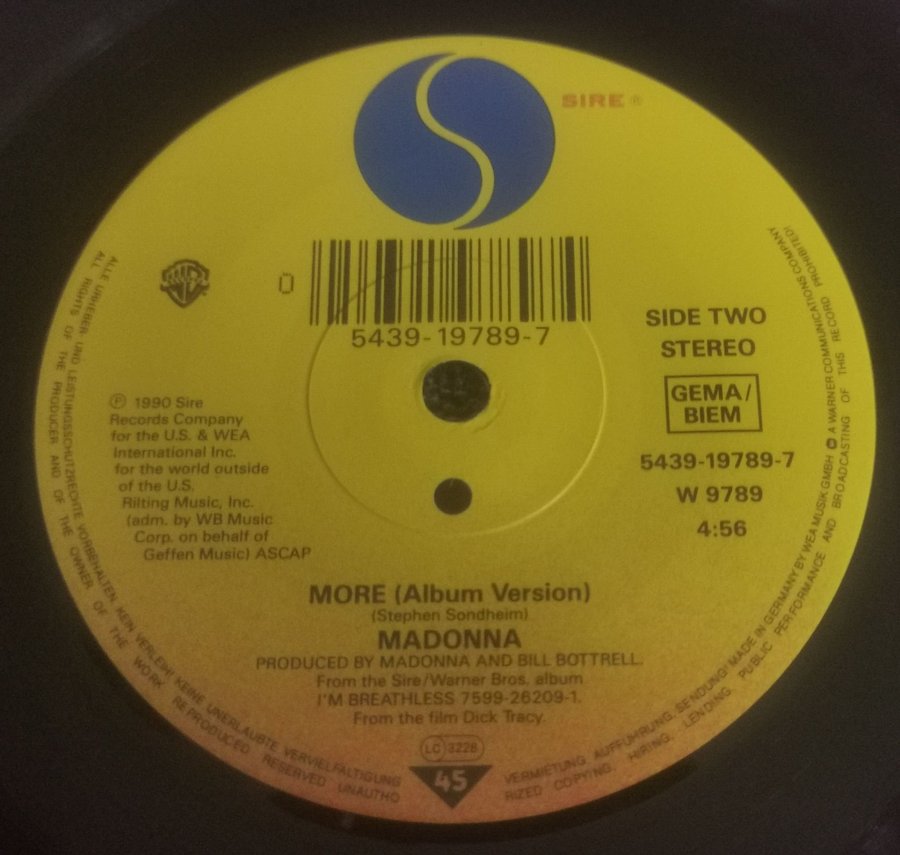 SIRE ®
0
5439-19789-7
SIDE TWO
STEREO
GEMA/
BIEM
5439-19789-7
W 9789
4:56
℗ 1990 Sire
Records Company
for the U.S. & WEA
International Inc.
for the world outside
of the U.S.
Rilting Music, Inc.
(adm. by WB Music
Corp. on behalf of
Geffen Music) ASCAP
MORE (Album Version)
(Stephen Sondheim)
MADONNA
PRODUCED BY MADONNA AND BILL BOTTRELL.
From the Sire/Warner Bros. album
I'M BREATHLESS 7599-26209-1.
From the film Dick Tracy.
LC 3228
45
ALLE URHEBER- UND LEISTUNGSSCHUTZRECHTE VORBEHALTEN KEIN VERLEIH! KEINE UNERLAUBTE VERVIELFÄLTIGUNG VERMIETUNG, AUFFÜHRUNG, SENDUNG! MADE IN GERMANY BY WEA MUSIK GMBH A WARNER COMMUNICATIONS COMPANY
ALL RIGHTS OF THE PRODUCER AND OF THE OWNER OF THE WORK REPRODUCED RESERVED UNAUTHORIZED COPYING, HIRING, LENDING PUBLIC PERFORMANCE AND BROADCASTING OF THIS RECORD PROHIBITED!